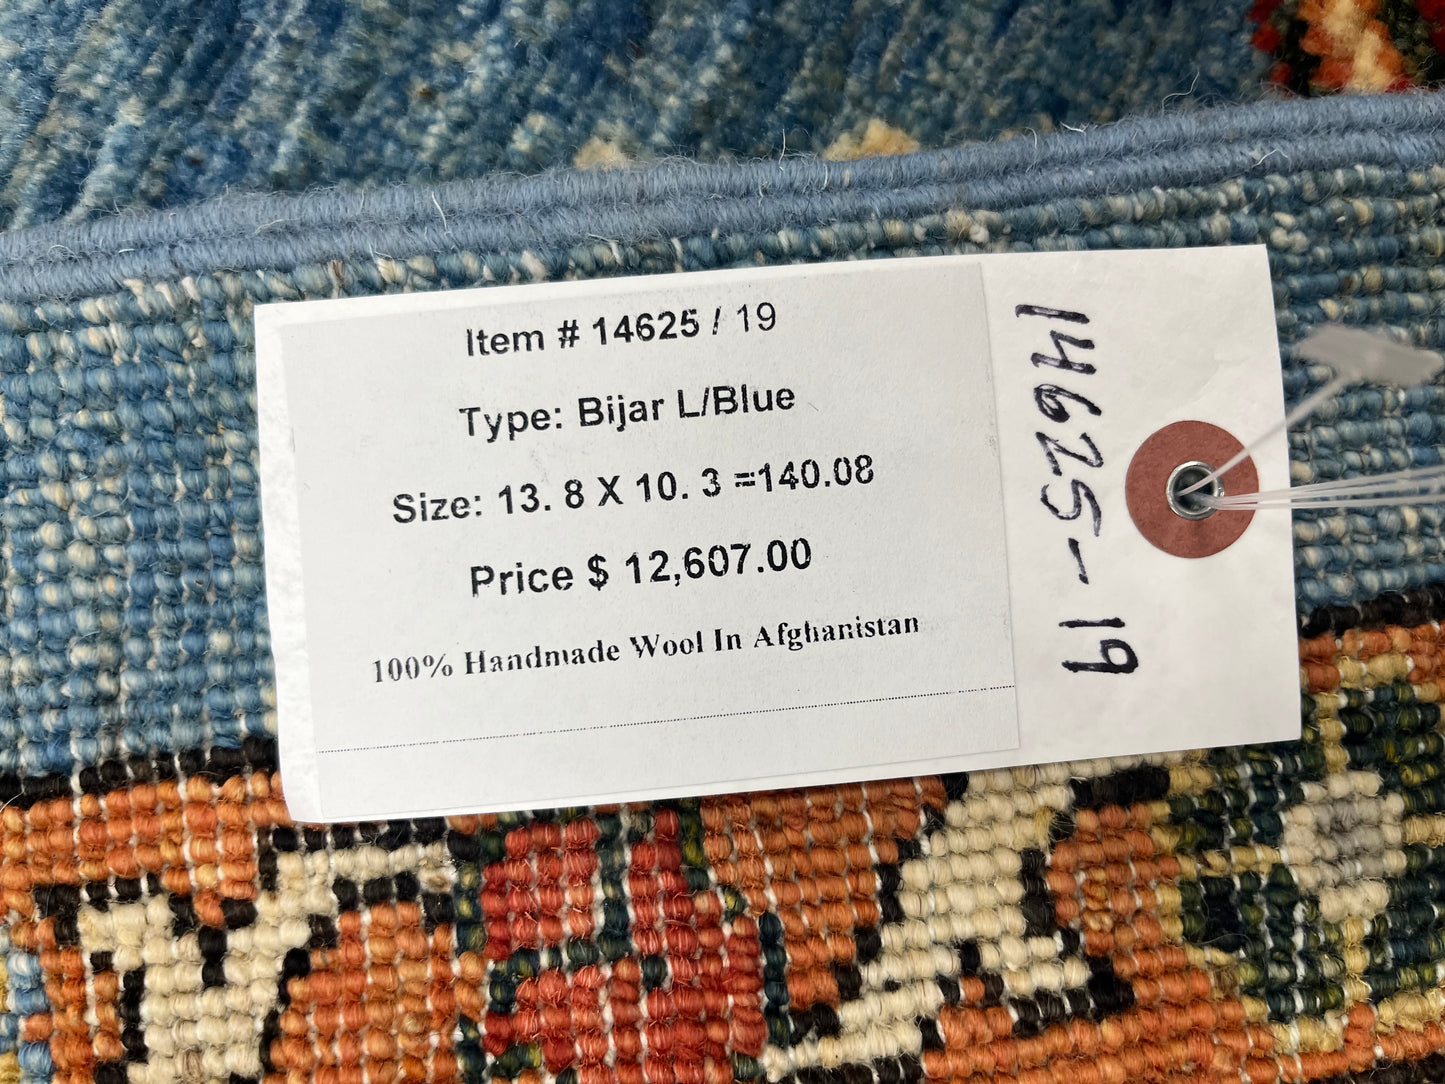 Item # 14625 / 19
Type: Bijar L/Blue
Size: 13. 8 X 10. 3 =140.08
Price $ 12,607.00
100% Handmade Wool In Afghanistan
14625-19